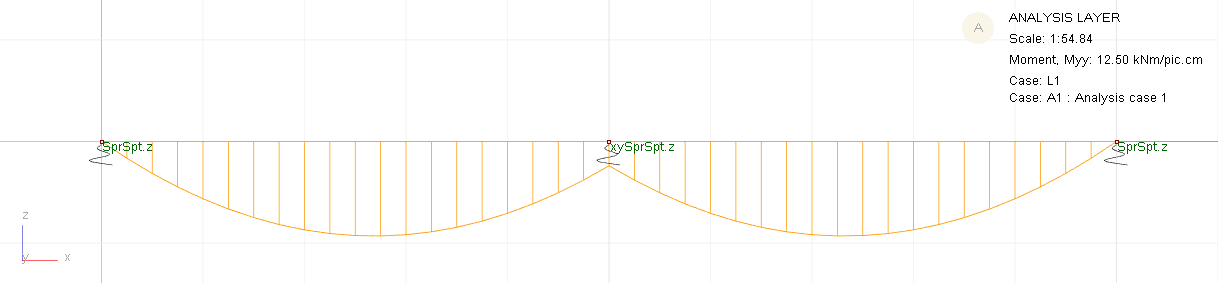 A
ANALYSIS LAYER
Scale: 1:54.84
Moment, Myy: 12.50 kNm/pic.cm
Case: L1
Case: A1 : Analysis case 1
SprSpt.z
xySprSpt.z
SprSpt.z
z
y
x